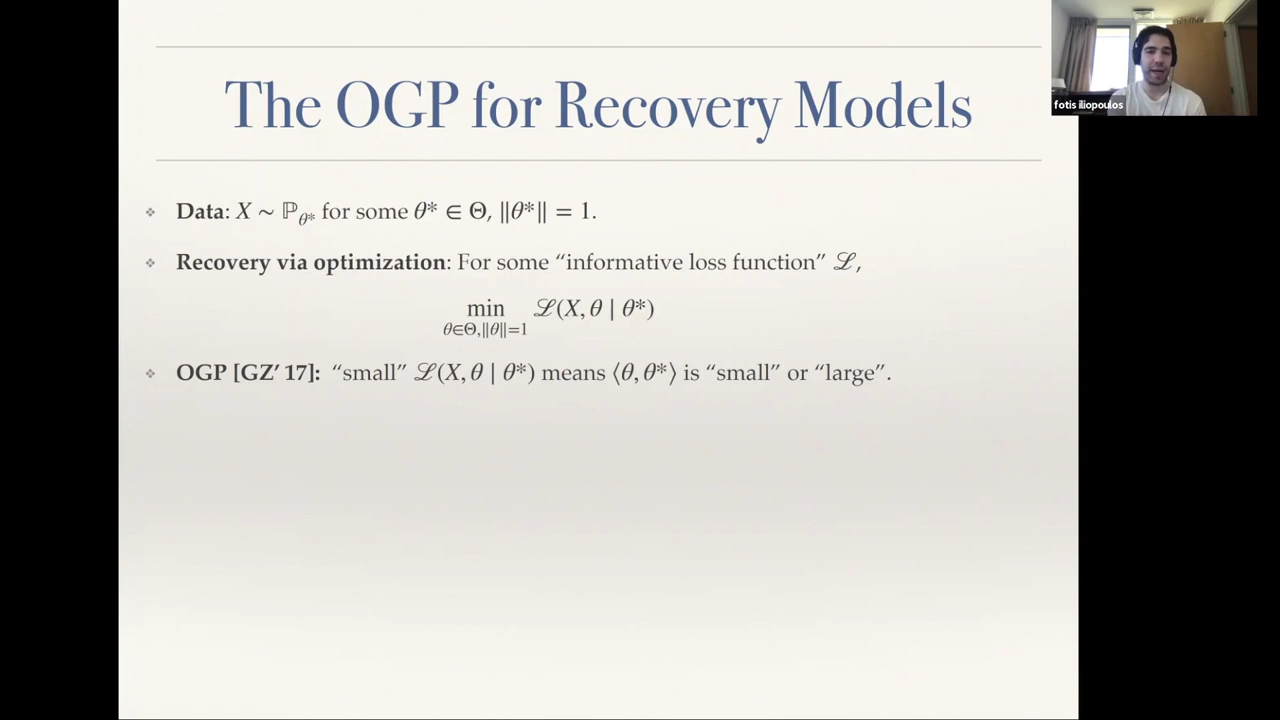 The OGP for Recovery Models
fotis iliopoulos
❖ Data: X ∼ ℙ_θ* for some θ* ∈ Θ, ‖θ*‖ = 1.
❖ Recovery via optimization: For some “informative loss function” ℒ,
min ℒ(X, θ | θ*)
θ∈Θ,‖θ‖=1
❖ OGP [GZ’ 17]: “small” ℒ(X, θ | θ*) means ⟨θ, θ*⟩ is “small” or “large”.